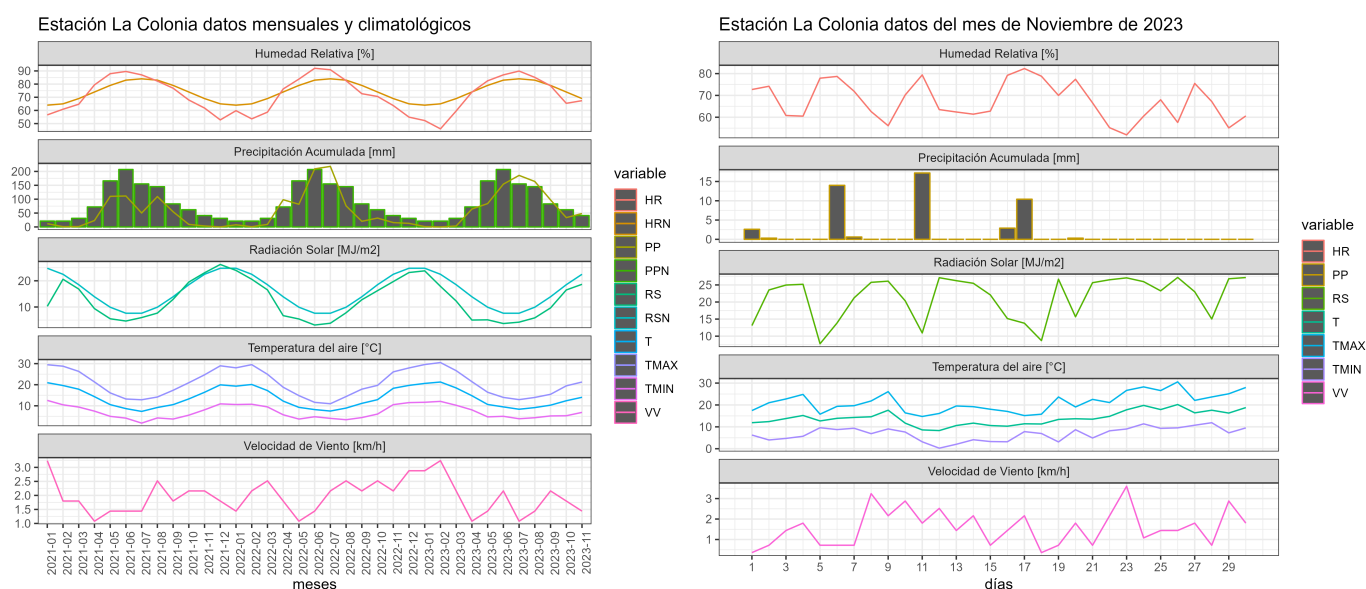 Estación La Colonia datos mensuales y climatológicos
Humedad Relativa [%]
90
80
70
60
50
Precipitación Acumulada [mm]
200
150
100
50
0
Radiación Solar [MJ/m2]
20
10
Temperatura del aire [°C]
30
20
10
Velocidad de Viento [km/h]
3.0
2.5
2.0
1.5
1.0
2021-01
2021-02
2021-03
2021-04
2021-05
2021-06
2021-07
2021-08
2021-09
2021-10
2021-11
2021-12
2022-01
2022-02
2022-03
2022-04
2022-05
2022-06
2022-07
2022-08
2022-09
2022-10
2022-11
2022-12
2023-01
2023-02
2023-03
2023-04
2023-05
2023-06
2023-07
2023-08
2023-09
2023-10
2023-11
meses
variable
HR
HRN
PP
PPN
RS
RSN
T
TMAX
TMIN
VV
Estación La Colonia datos del mes de Noviembre de 2023
Humedad Relativa [%]
80
70
60
Precipitación Acumulada [mm]
15
10
5
0
Radiación Solar [MJ/m2]
25
20
15
10
Temperatura del aire [°C]
30
20
10
0
Velocidad de Viento [km/h]
3
2
1
1 3 5 7 9 11 13 15 17 19 21 23 25 27 29
días
variable
HR
PP
RS
T
TMAX
TMIN
VV